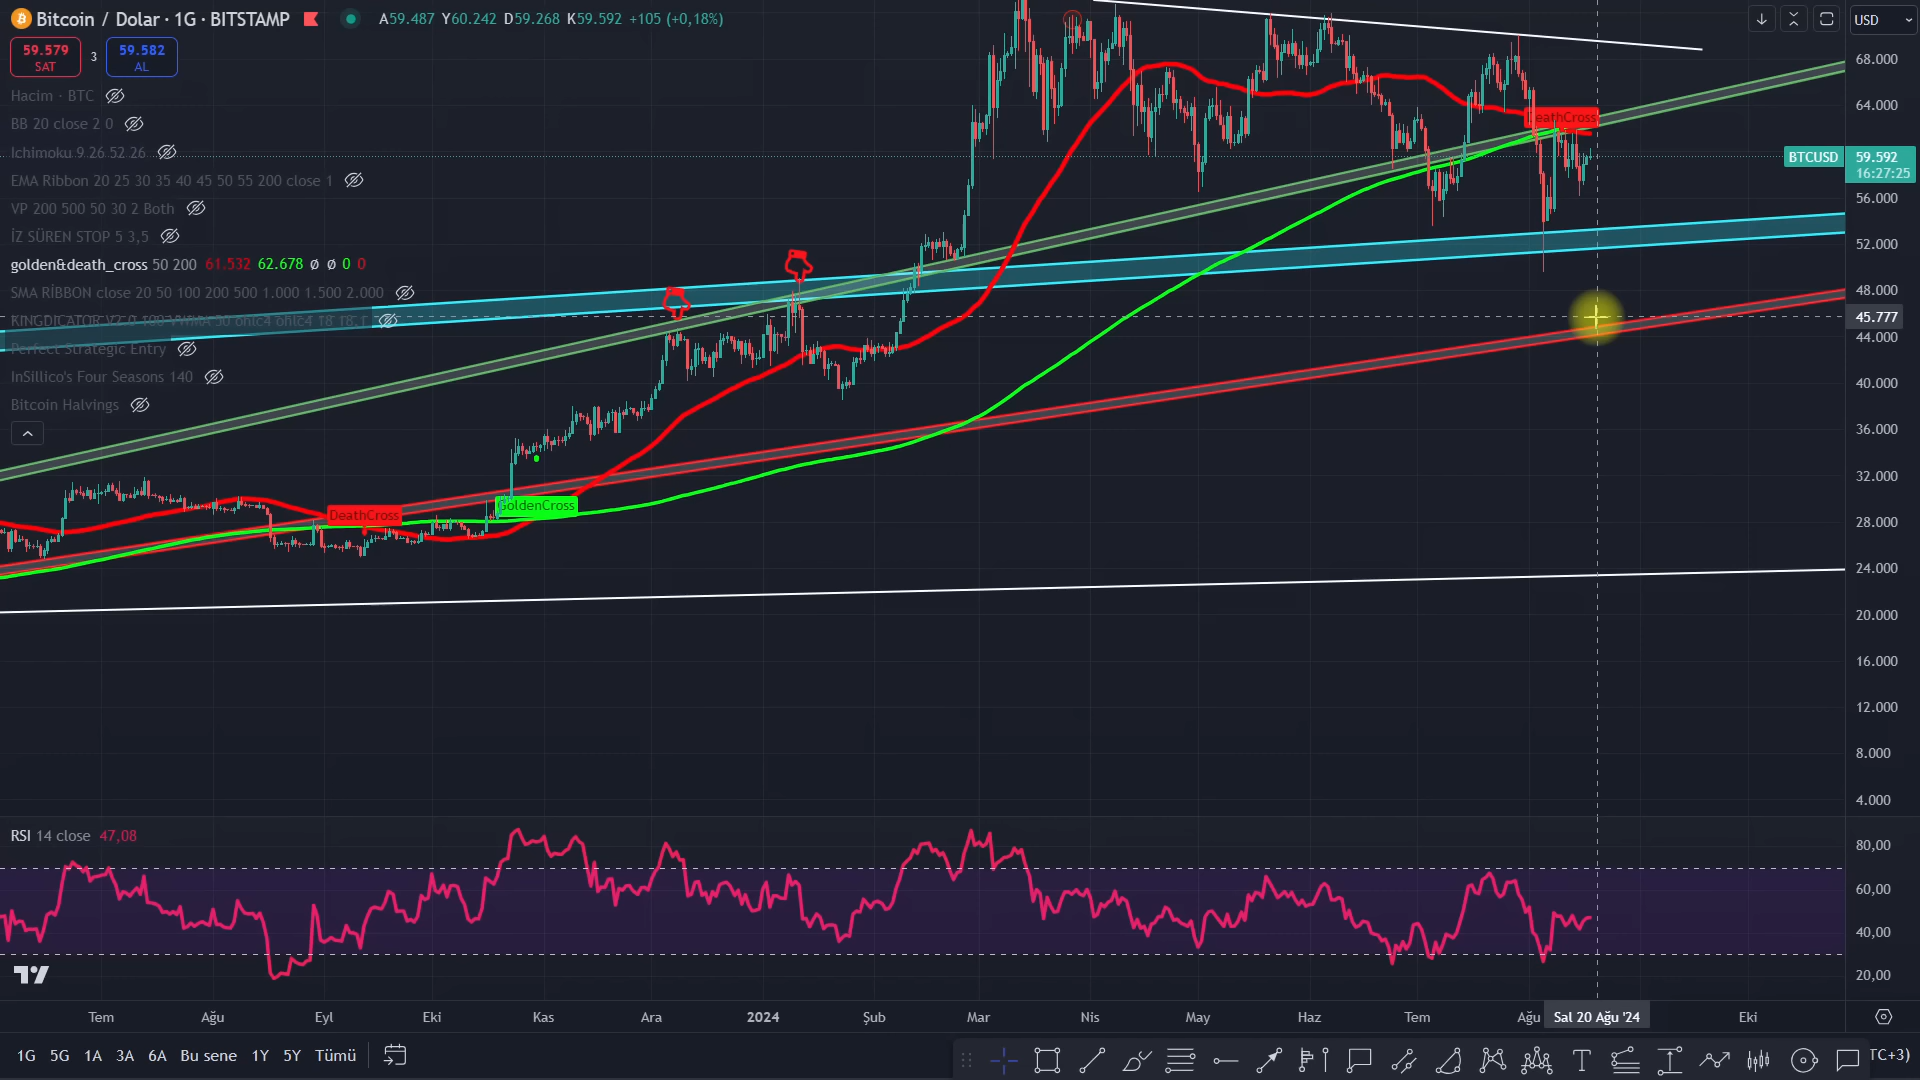 Bitcoin / Dolar · 1G · BITSTAMP A59.487 Y60.242 D59.268 K59.592 +105 (+0,18%)
USD
59.579
SAT
3
59.582
AL
Hacim · BTC
BB 20 close 2 0
Ichimoku 9 26 52 26
EMA Ribbon 20 25 30 35 40 45 50 55 200 close 1
VP 200 500 50 30 2 Both
İZ SÜREN STOP 5 3,5
golden&death_cross 50 200 61.532 62.678 ø ø 0 0
SMA RİBBON close 20 50 100 200 500 1.000 1.500 2.000
Perfect Strategic Entry
InSillico's Four Seasons 140
Bitcoin Halvings
DeathCross
GoldenCross
DeathCross
68.000
64.000
BTCUSD 59.592
16:27:25
56.000
52.000
48.000
45.777
44.000
40.000
36.000
32.000
28.000
24.000
20.000
16.000
12.000
8.000
4.000
RSI 14 close 47,08
80,00
60,00
40,00
20,00
Tem Ağu Eyl Eki Kas Ara 2024 Şub Mar Nis May Haz Tem Ağu Sal 20 Ağu '24 Eki
1G 5G 1A 3A 6A Bu sene 1Y 5Y Tümü
TC+3)